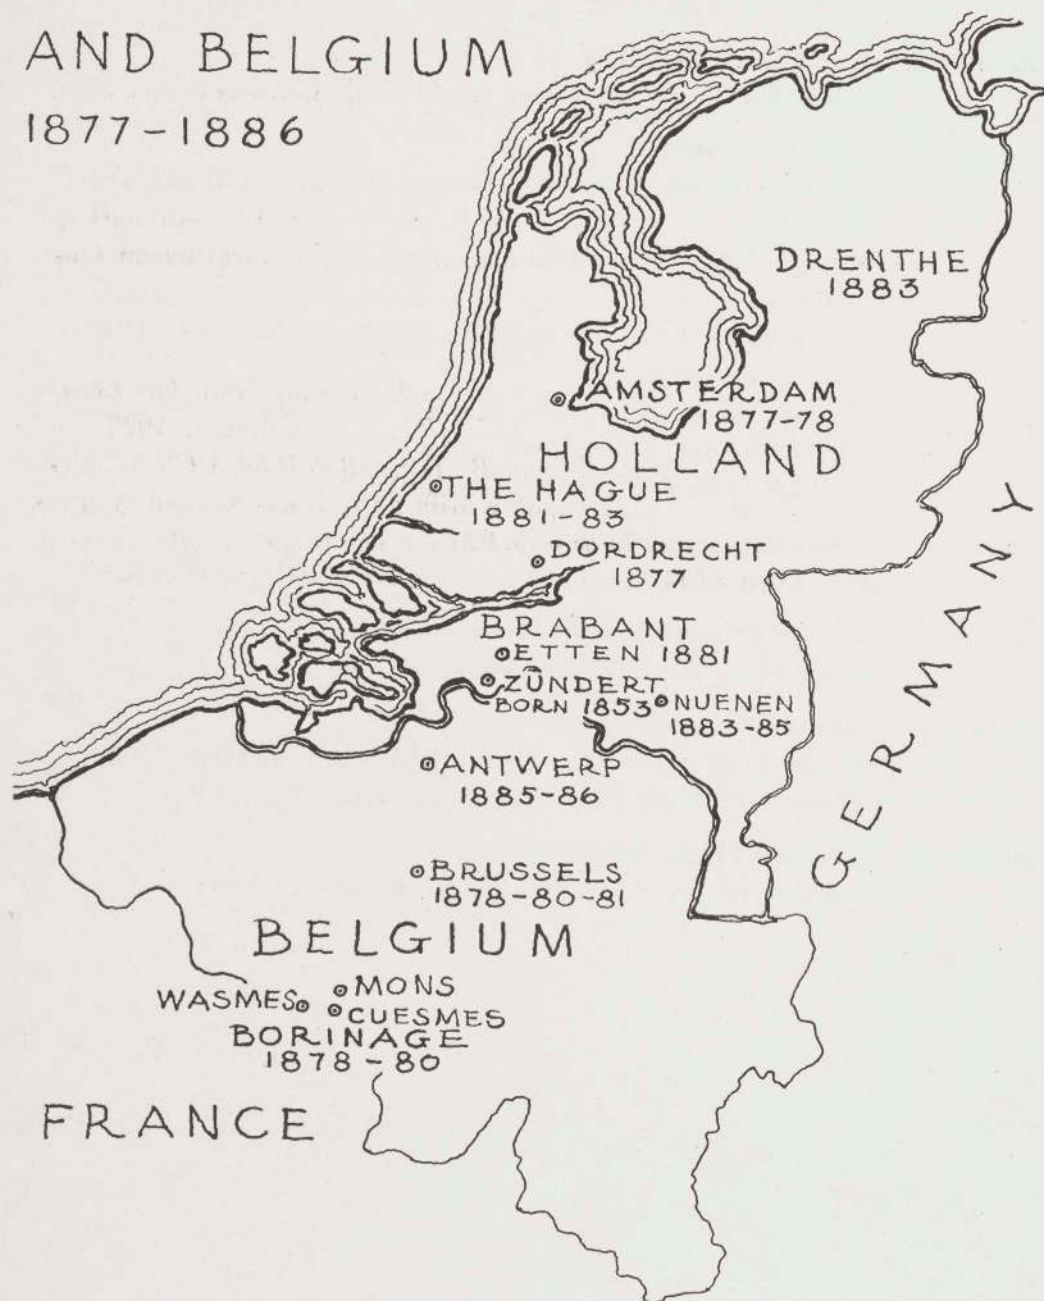 AND BELGIUM
1877-1886
DRENTHE
1883
AMSTERDAM
1877-78
HOLLAND
THE HAGUE
1881-83
DORDRECHT
1877
BRABANT
ETTEN 1881
ZÜNDERT
BORN 1853
NUENEN
1883-85
ANTWERP
1885-86
BRUSSELS
1878-80-81
BELGIUM
MONS
WASMES
CUESMES
BORINAGE
1878-80
FRANCE
GERMANY